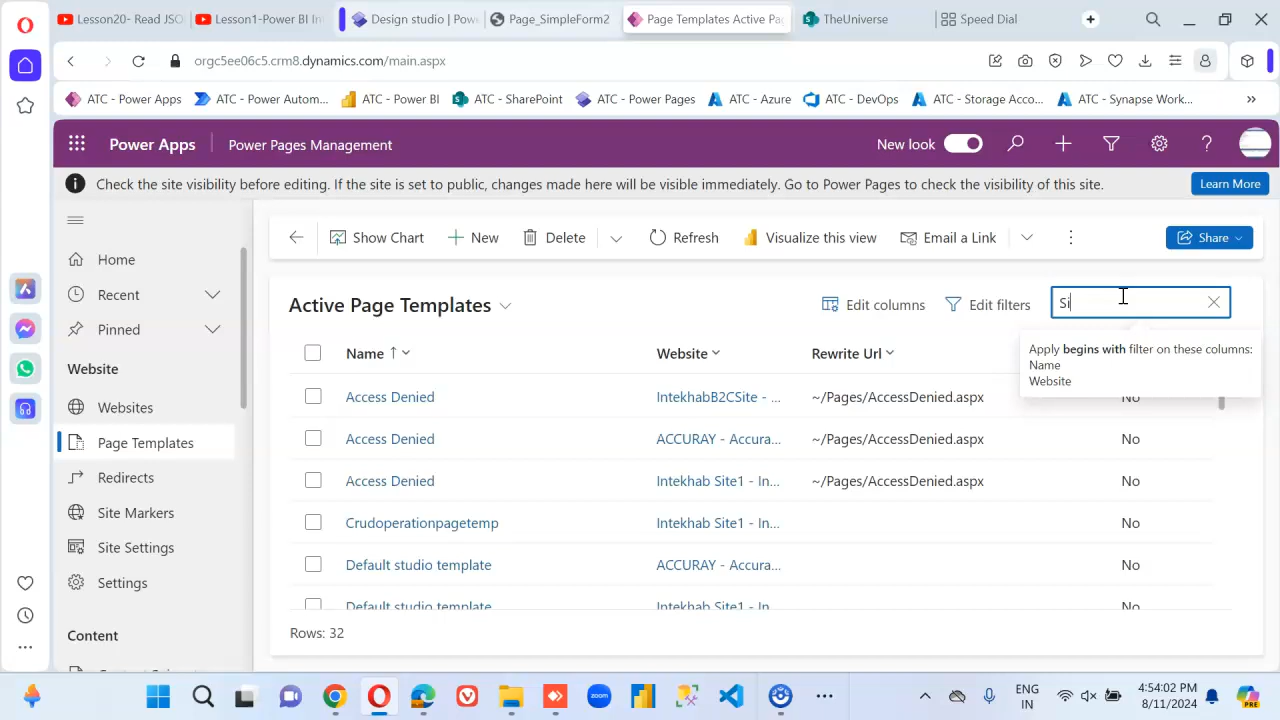 Lesson20- Read JSO
Lesson1-Power BI In
Design studio | Pow
Page_SimpleForm2
Page Templates Active Pa
TheUniverse
Speed Dial
orgc5ee06c5.crm8.dynamics.com/main.aspx
ATC - Power Apps
ATC - Power Autom...
ATC - Power BI
ATC - SharePoint
ATC - Power Pages
ATC - Azure
ATC - DevOps
ATC - Storage Acco...
ATC - Synapse Work...
Power Apps
Power Pages Management
New look
Check the site visibility before editing. If the site is set to public, changes made here will be visible immediately. Go to Power Pages to check the visibility of this site.
Learn More
Home
Recent
Pinned
Website
Websites
Page Templates
Redirects
Site Markers
Site Settings
Settings
Content
Show Chart
New
Delete
Refresh
Visualize this view
Email a Link
Share
Active Page Templates
Edit columns
Edit filters
Si
Apply begins with filter on these columns:
Name
Website
Name
Website
Rewrite Url
Access Denied
IntekhabB2CSite - ...
~/Pages/AccessDenied.aspx
No
Access Denied
ACCURAY - Accura...
~/Pages/AccessDenied.aspx
No
Access Denied
Intekhab Site1 - In...
~/Pages/AccessDenied.aspx
No
Crudoperationpagetemp
Intekhab Site1 - In...
No
Default studio template
ACCURAY - Accura...
No
Default studio template
Intekhab Site1 - In...
No
Rows: 32
zoom
ENG
IN
4:54:02 PM
8/11/2024
PRE